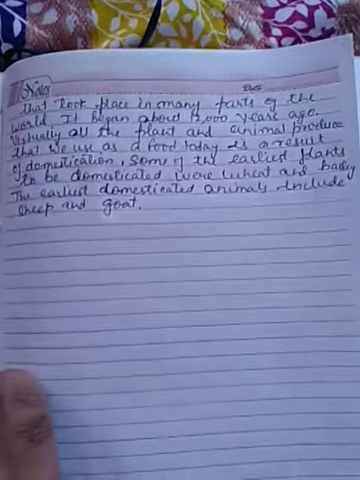 Notes
Date
that took place in many parts of the
world. It began about 12,000 years ago.
Virtually all the plant and animal produce
that we use as a food today is a result
of domestication. Some of the earliest plants
to be domesticated were wheat and barley
The earliest domesticated animals include
sheep and goat.